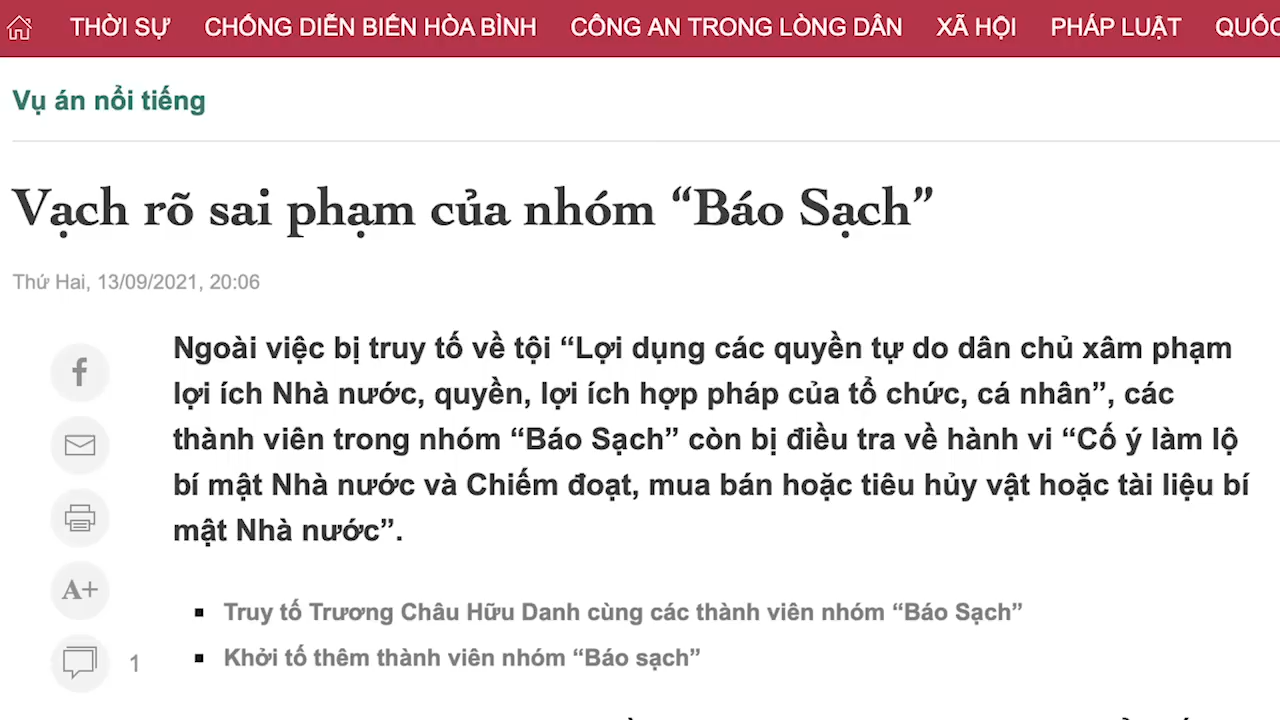 THỜI SỰ CHỐNG DIỄN BIẾN HÒA BÌNH CÔNG AN TRONG LÒNG DÂN XÃ HỘI PHÁP LUẬT QUỐC
Vụ án nổi tiếng
Vạch rõ sai phạm của nhóm “Báo Sạch”
Thứ Hai, 13/09/2021, 20:06
Ngoài việc bị truy tố về tội “Lợi dụng các quyền tự do dân chủ xâm phạm
lợi ích Nhà nước, quyền, lợi ích hợp pháp của tổ chức, cá nhân”, các
thành viên trong nhóm “Báo Sạch” còn bị điều tra về hành vi “Cố ý làm lộ
bí mật Nhà nước và Chiếm đoạt, mua bán hoặc tiêu hủy vật hoặc tài liệu bí
mật Nhà nước”.
A+
Truy tố Trương Châu Hữu Danh cùng các thành viên nhóm “Báo Sạch”
1
Khởi tố thêm thành viên nhóm “Báo sạch”